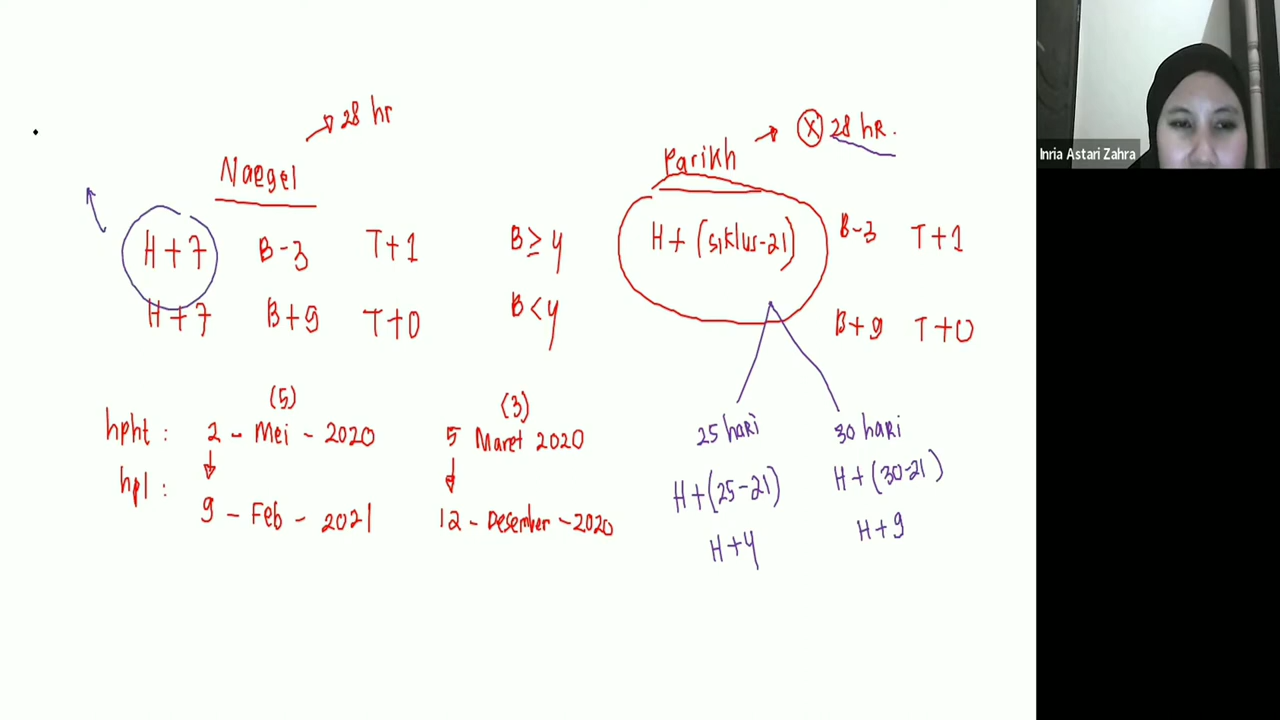 Naegel → 28 hr
H+7 B-3 T+1 B ≥ 4
H+7 B+9 T+0 B < 4
(5) (3)
hpht : 2 - Mei - 2020 5 Maret 2020
hpl : 9 - Feb - 2021 12 - Desember - 2020
Parikh → (X) 28 hR.
H + (siklus-21) B-3 T+1
B+9 T+0
25 hari 30 hari
H+(25-21) H+(30-21)
H+4 H+9
Inria Astari Zahra